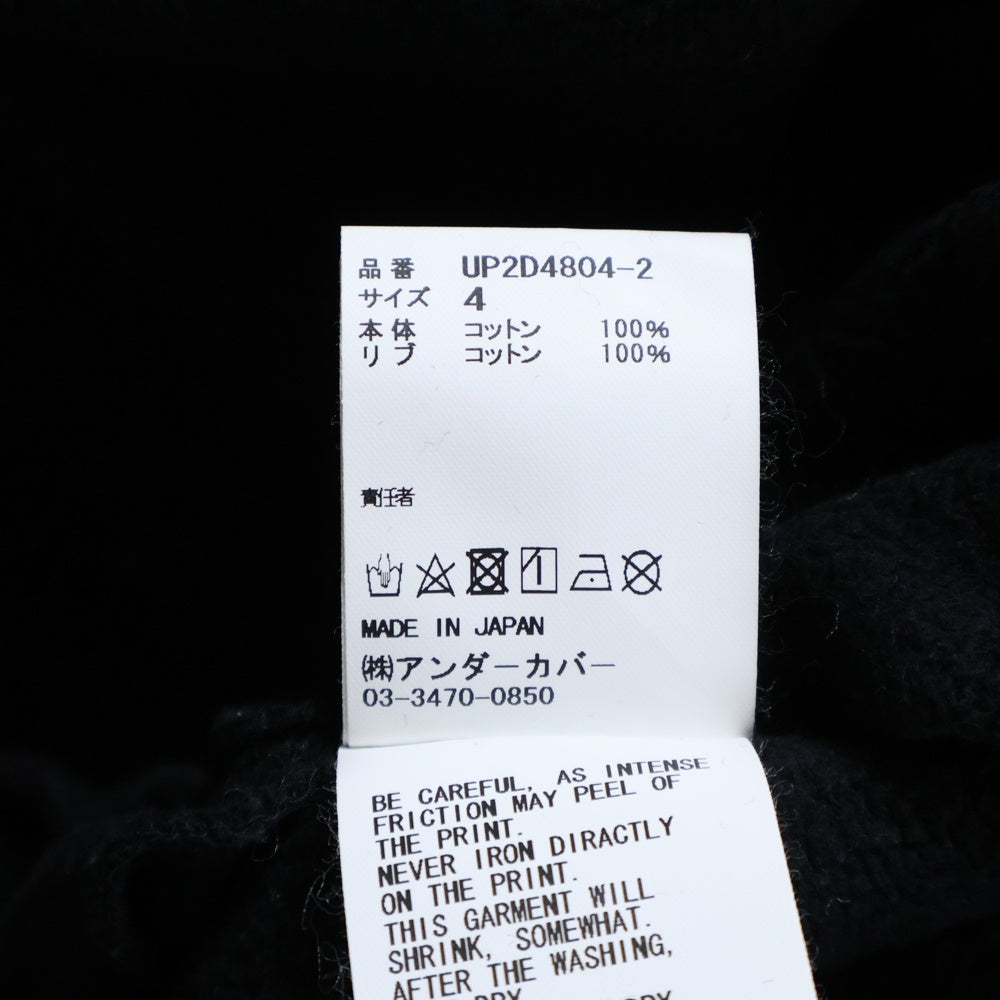 品番 UP2D4804-2
サイズ 4
本体 コットン 100%
リブ コットン 100%
責任者
MADE IN JAPAN
㈱アンダーカバー
03-3470-0850
BE CAREFUL, AS INTENSE
FRICTION MAY PEEL OF
THE PRINT.
NEVER IRON DIRACTLY
ON THE PRINT.
THIS GARMENT WILL
SHRINK, SOMEWHAT.
AFTER THE WASHING,